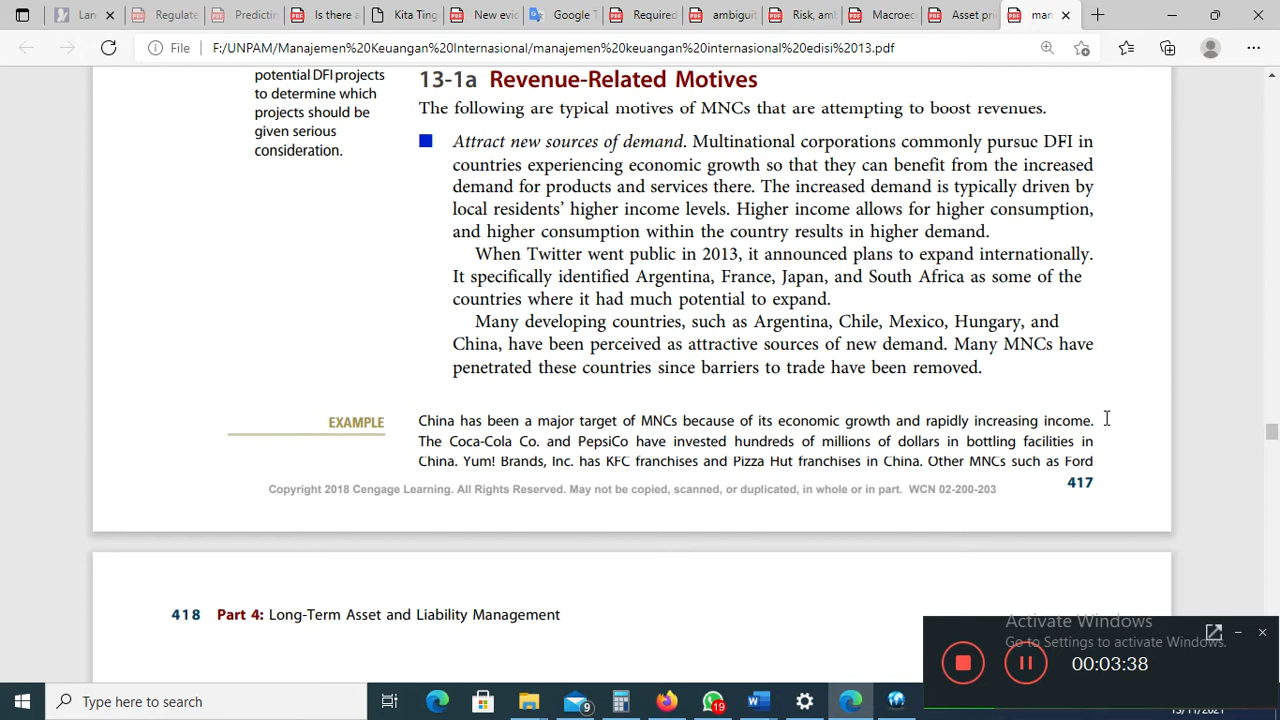 Lan
Regulate
Predictin
Is there a
Kita Ting
New evid
Google T
Required
ambiguit
Risk, amb
Macroec
Asset pri
man
File
F:/UNPAM/Manajemen%20Keuangan%20Internasional/manajemen%20keuangan%20internasional%20edisi%2013.pdf
potential DFI projects
to determine which
projects should be
given serious
consideration.
13-1a Revenue-Related Motives
The following are typical motives of MNCs that are attempting to boost revenues.
Attract new sources of demand. Multinational corporations commonly pursue DFI in
countries experiencing economic growth so that they can benefit from the increased
demand for products and services there. The increased demand is typically driven by
local residents’ higher income levels. Higher income allows for higher consumption,
and higher consumption within the country results in higher demand.
When Twitter went public in 2013, it announced plans to expand internationally.
It specifically identified Argentina, France, Japan, and South Africa as some of the
countries where it had much potential to expand.
Many developing countries, such as Argentina, Chile, Mexico, Hungary, and
China, have been perceived as attractive sources of new demand. Many MNCs have
penetrated these countries since barriers to trade have been removed.
EXAMPLE
China has been a major target of MNCs because of its economic growth and rapidly increasing income.
The Coca-Cola Co. and PepsiCo have invested hundreds of millions of dollars in bottling facilities in
China. Yum! Brands, Inc. has KFC franchises and Pizza Hut franchises in China. Other MNCs such as Ford
Copyright 2018 Cengage Learning. All Rights Reserved. May not be copied, scanned, or duplicated, in whole or in part. WCN 02-200-203
417
418 Part 4: Long-Term Asset and Liability Management
Activate Windows
Go to Settings to activate Windows.
00:03:38
Type here to search
9
19
13/11/2021